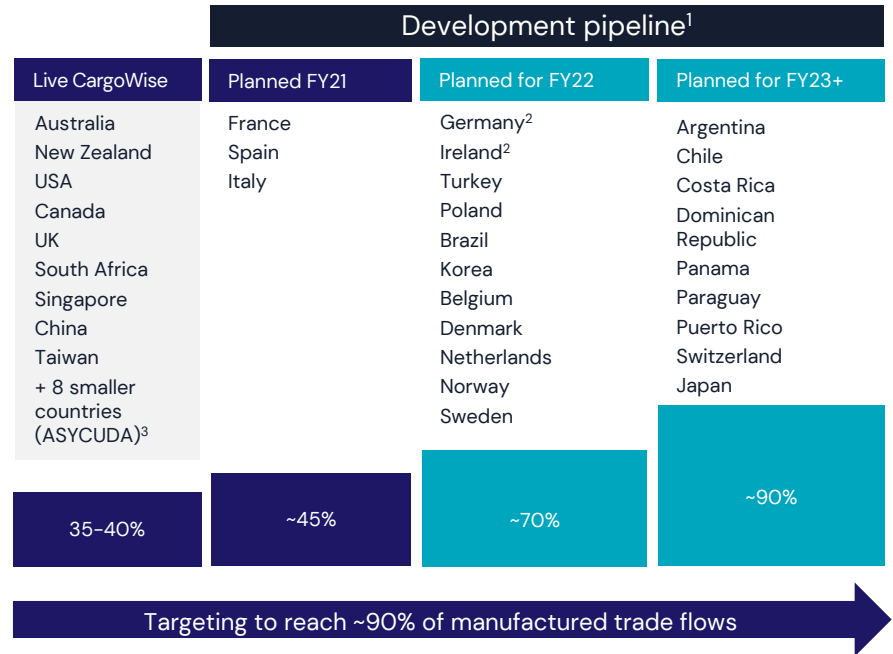 Development pipeline¹
Live CargoWise
Australia
New Zealand
USA
Canada
UK
South Africa
Singapore
China
Taiwan
+ 8 smaller
countries
(ASYCUDA)³
35-40%
Planned FY21
France
Spain
Italy
~45%
Planned for FY22
Germany²
Ireland²
Turkey
Poland
Brazil
Korea
Belgium
Denmark
Netherlands
Norway
Sweden
~70%
Planned for FY23+
Argentina
Chile
Costa Rica
Dominican
Republic
Panama
Paraguay
Puerto Rico
Switzerland
Japan
~90%
Targeting to reach ~90% of manufactured trade flows